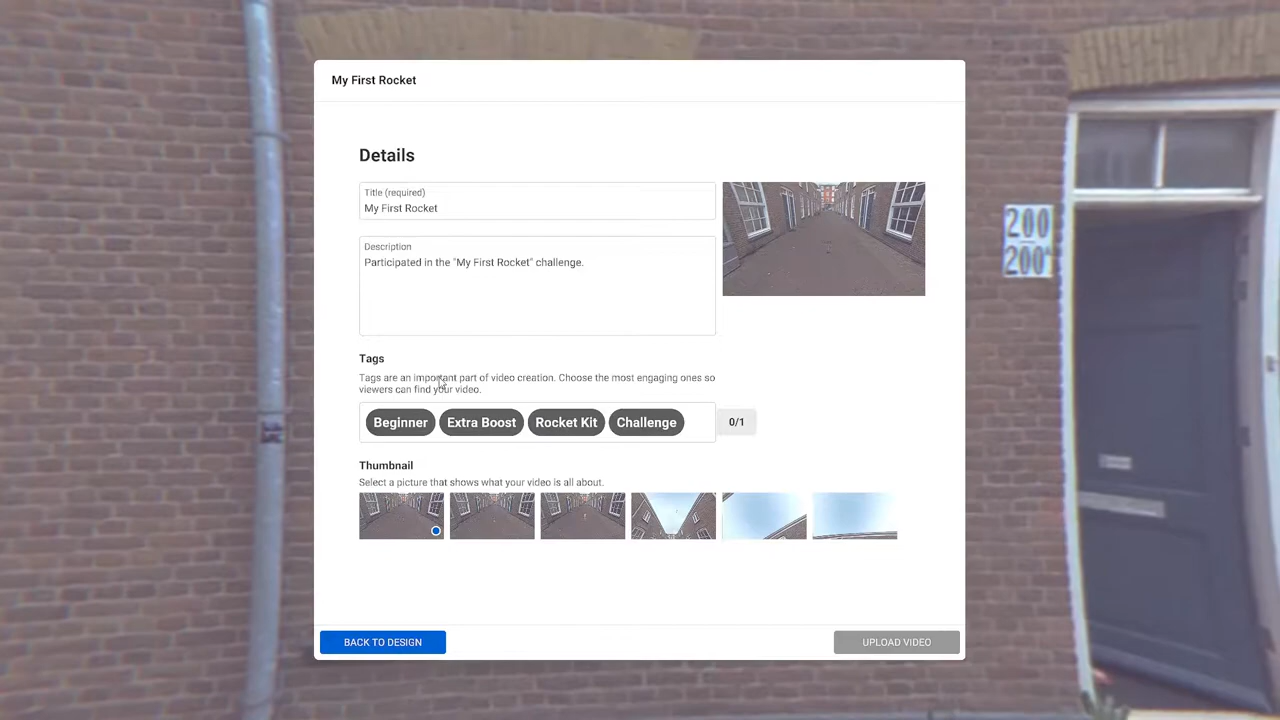 My First Rocket
Details
Title (required)
My First Rocket
Description
Participated in the "My First Rocket" challenge.
Tags
Tags are an important part of video creation. Choose the most engaging ones so
viewers can find your video.
Beginner Extra Boost Rocket Kit Challenge 0/1
Thumbnail
Select a picture that shows what your video is all about.
BACK TO DESIGN UPLOAD VIDEO
200
200A